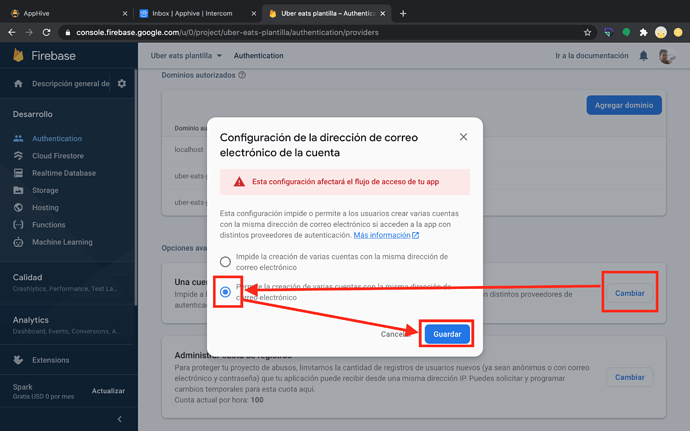 AppHive
Inbox | Apphive | Intercom
Uber eats plantilla – Authentic
console.firebase.google.com/u/0/project/uber-eats-plantilla/authentication/providers
Firebase
Uber eats plantilla
Authentication
Ir a la documentación
Descripción general de
Desarrollo
Authentication
Cloud Firestore
Realtime Database
Storage
Hosting
Functions
Machine Learning
Calidad
Crashlytics, Performance, Test La...
Analytics
Dashboard, Events, Conversions, A...
Extensions
Spark
Gratis USD 0 por mes
Actualizar
Dominios autorizados
Agregar dominio
Dominio au
localhost
uber-eats-
uber-eats-
Opciones ava
Una cuen
Impide a l
autentica
on distintos proveedores de
Cambiar
Configuración de la dirección de correo
electrónico de la cuenta
Esta configuración afectará el flujo de acceso de tu app
Esta configuración impide o permite a los usuarios crear varias cuentas
con la misma dirección de correo electrónico si acceden a la app con
distintos proveedores de autenticación. Más información
Impide la creación de varias cuentas con la misma dirección de
correo electrónico
Permite la creación de varias cuentas con la misma dirección de
correo electrónico
Cancelar
Guardar
Administrar cuota de registros
Para proteger tu proyecto de abusos, limitamos la cantidad de registros de usuarios nuevos (ya sean anónimos o con correo
electrónico y contraseña) que tu aplicación puede recibir desde una misma dirección IP. Puedes solicitar y programar
cambios temporales para esta cuota aquí.
Cuota actual por hora: 100
Cambiar